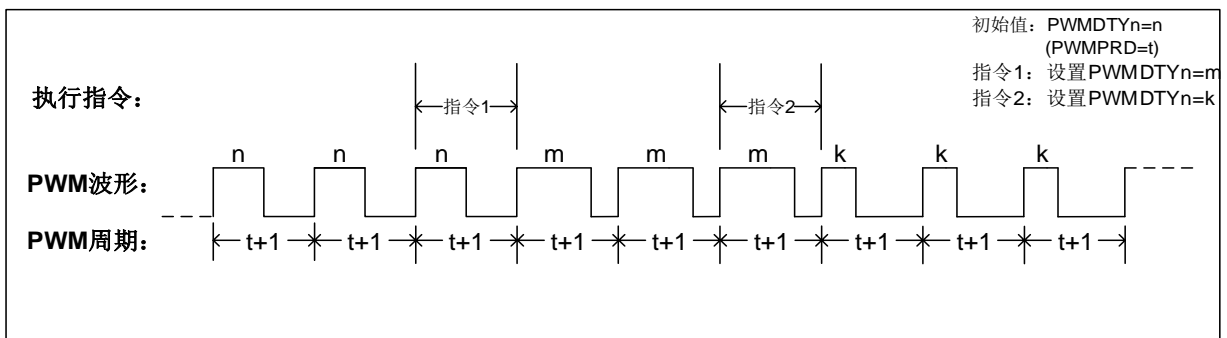 初始值：PWMDTYn=n
(PWMPRD=t)
指令1：设置PWMDTYn=m
指令2：设置PWMDTYn=k
执行指令：
指令1
指令2
n n n m m m k k k
PWM波形：
PWM周期：
t+1 t+1 t+1 t+1 t+1 t+1 t+1 t+1 t+1